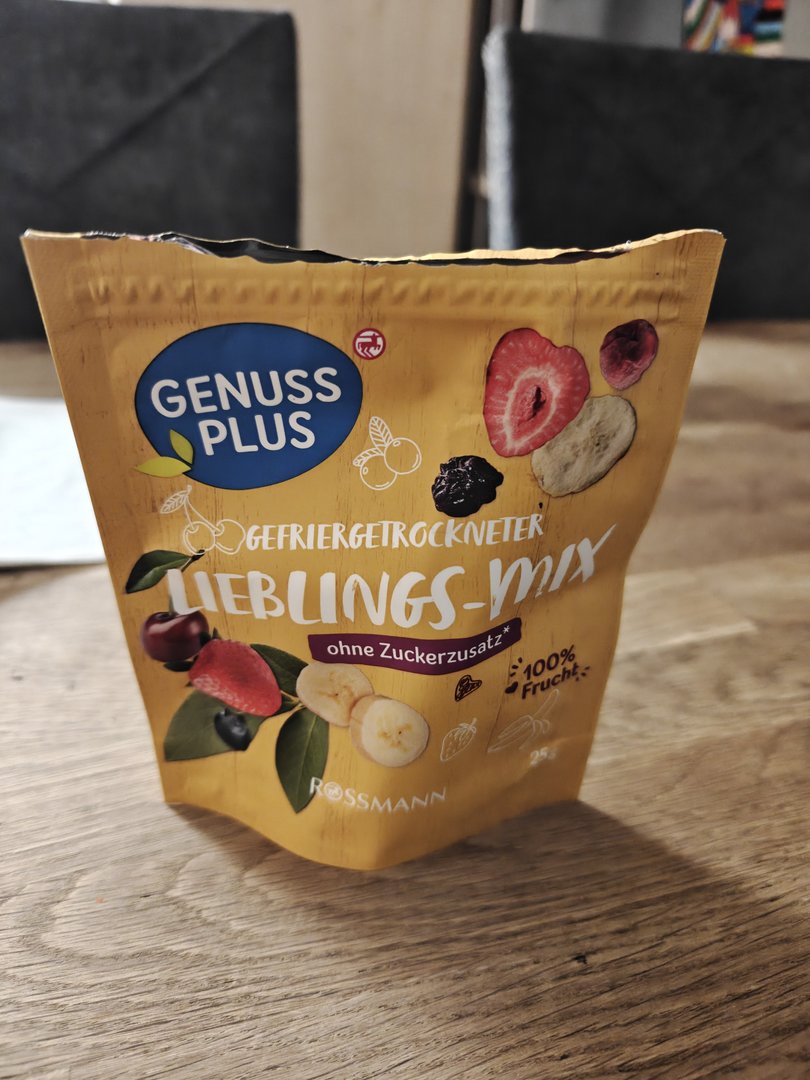 GENUSS
PLUS
GEFRIERGETROCKNETER
LIEBLINGS-MIX
ohne Zuckerzusatz*
100%
Frucht
25g
ROSSMANN